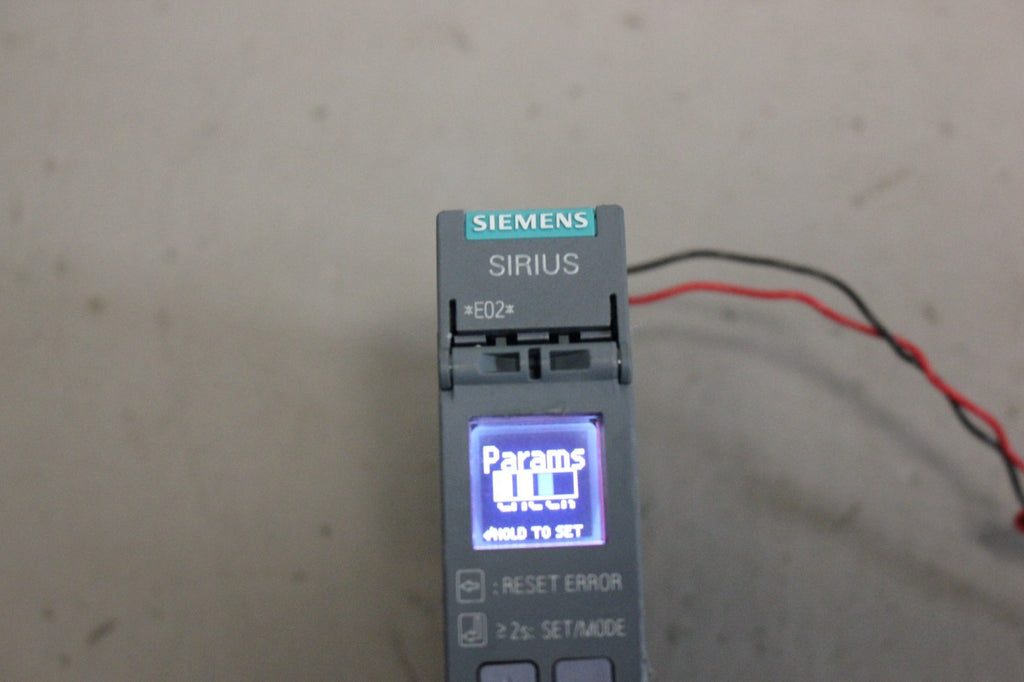 SIEMENS
SIRIUS
*E02*
Params
HOLD TO SET
: RESET ERROR
≥2s: SET/MODE